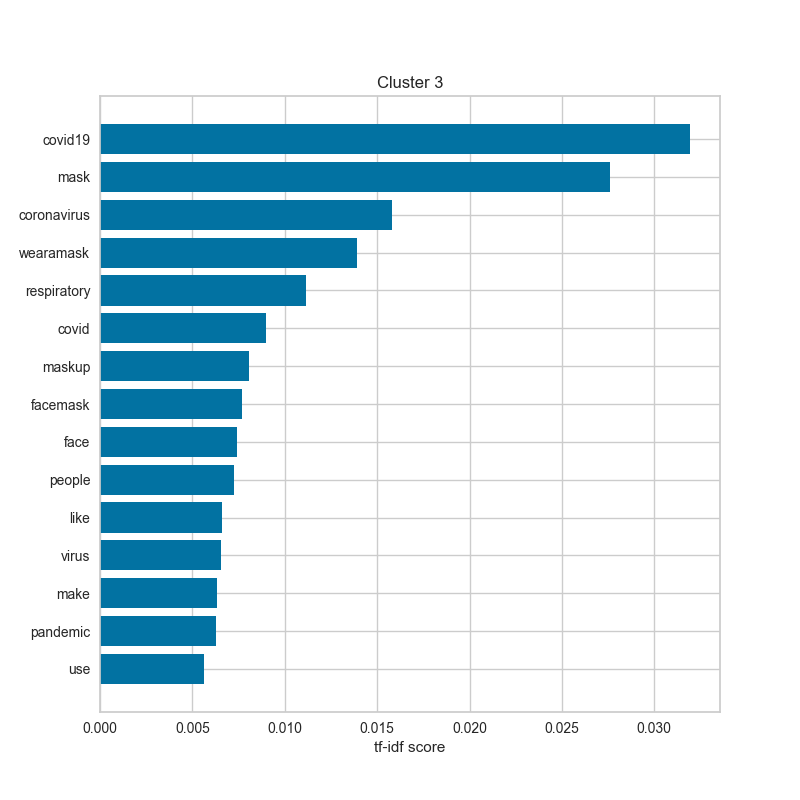 Cluster 3
covid19
mask
coronavirus
wearamask
respiratory
covid
maskup
facemask
face
people
like
virus
make
pandemic
use
0.000 0.005 0.010 0.015 0.020 0.025 0.030
tf-idf score